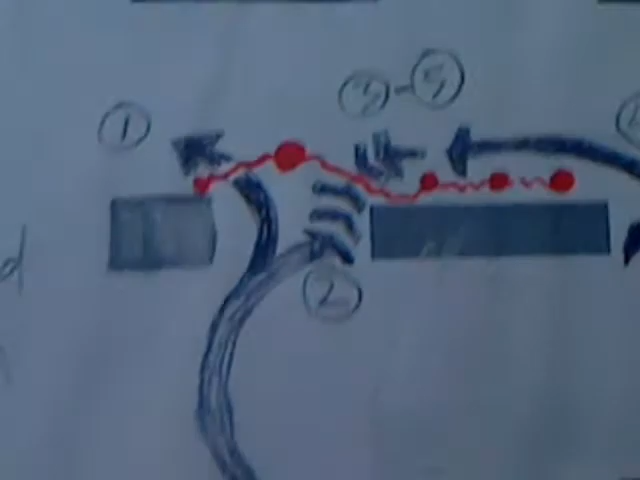 ③-⑤
①
d
②